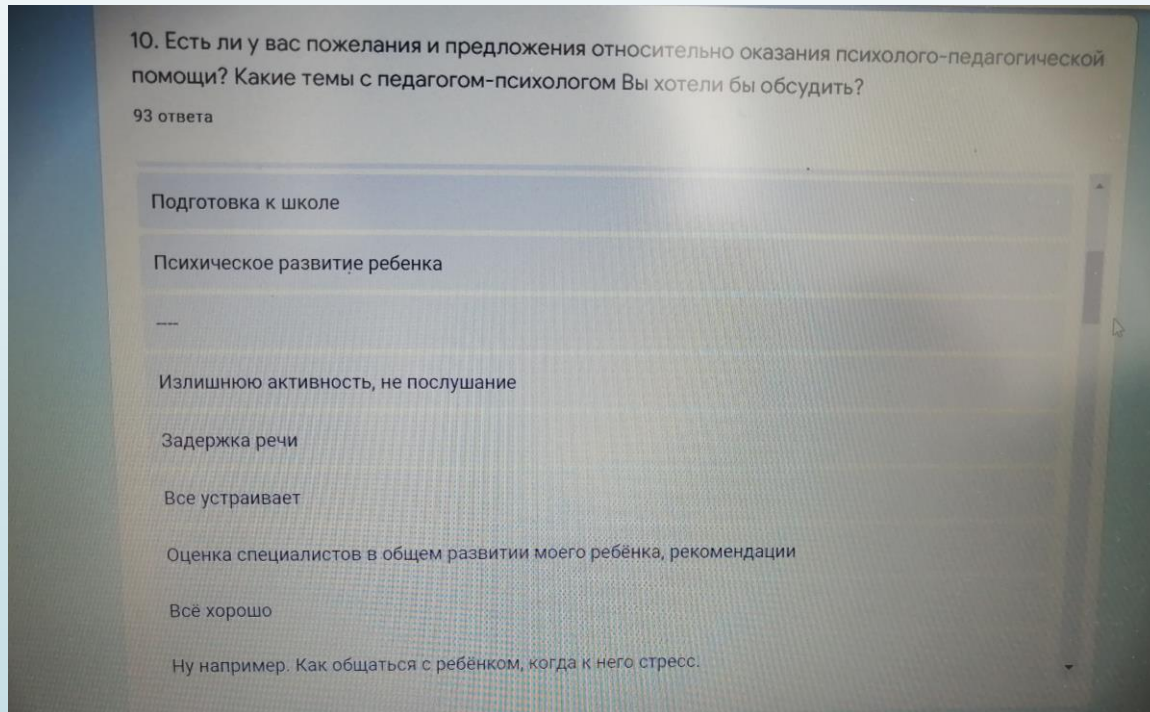 10. Есть ли у вас пожелания и предложения относительно оказания психолого-педагогической
помощи? Какие темы с педагогом-психологом Вы хотели бы обсудить?
93 ответа
Подготовка к школе
Психическое развитие ребенка
----
Излишнюю активность, не послушание
Задержка речи
Все устраивает
Оценка специалистов в общем развитии моего ребёнка, рекомендации
Всё хорошо
Ну например. Как общаться с ребёнком, когда к него стресс.